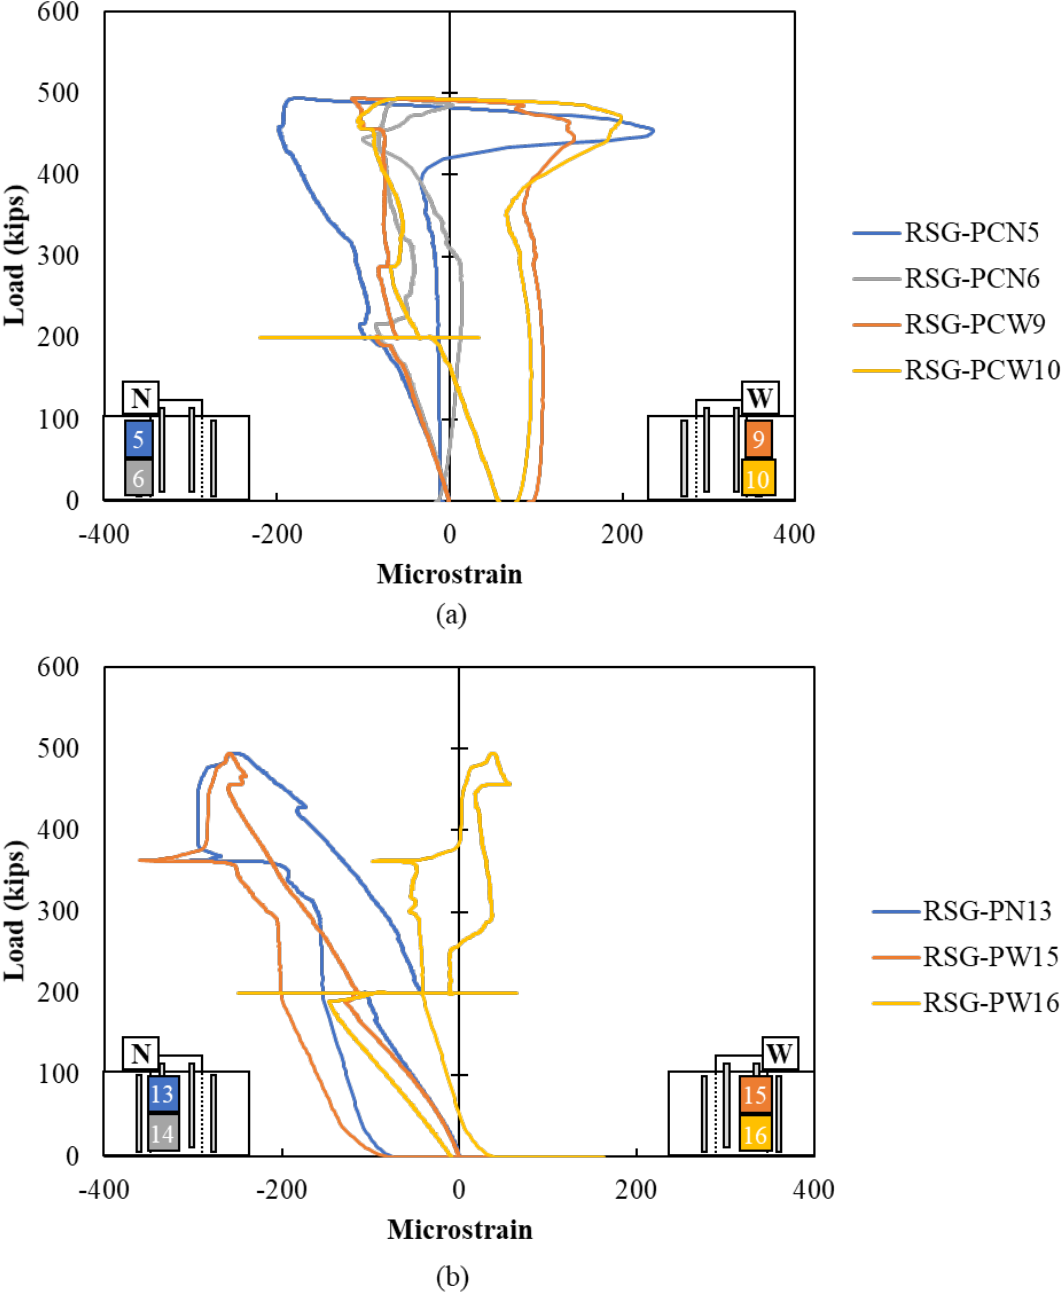 600
500
400
300
200
100
0
Load (kips)
-400
-200
0
200
400
Microstrain
N
5
6
W
9
10
RSG-PCN5
RSG-PCN6
RSG-PCW9
RSG-PCW10
(a)
600
500
400
300
200
100
0
Load (kips)
-400
-200
0
200
400
Microstrain
N
13
14
W
15
16
RSG-PN13
RSG-PW15
RSG-PW16
(b)